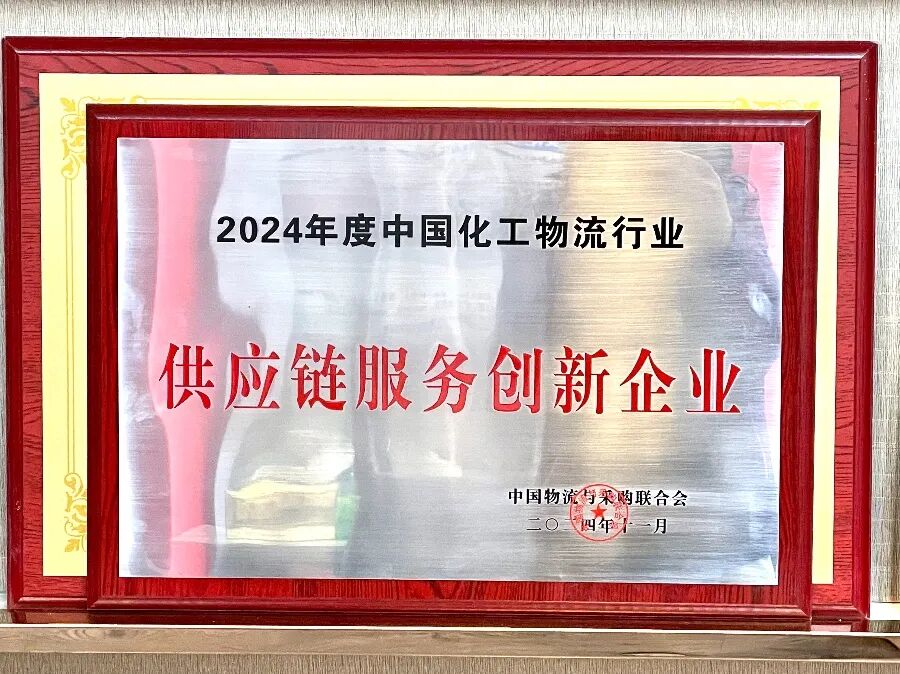 2024年度中国化工物流行业
供应链服务创新企业
中国物流与采购联合会
二〇二四年十一月